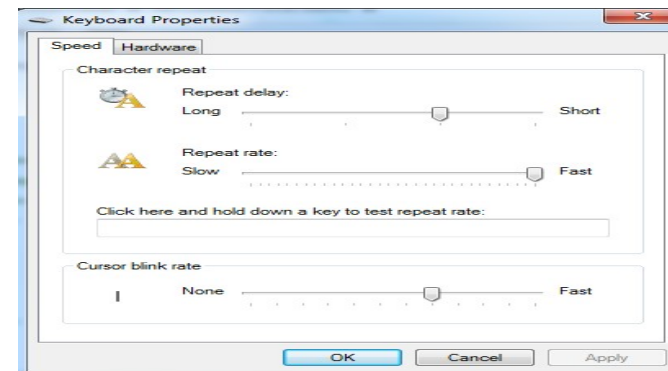 Keyboard Properties
Speed Hardware
Character repeat
Repeat delay:
Long Short
Repeat rate:
Slow Fast
Click here and hold down a key to test repeat rate:
Cursor blink rate
None Fast
OK Cancel Apply